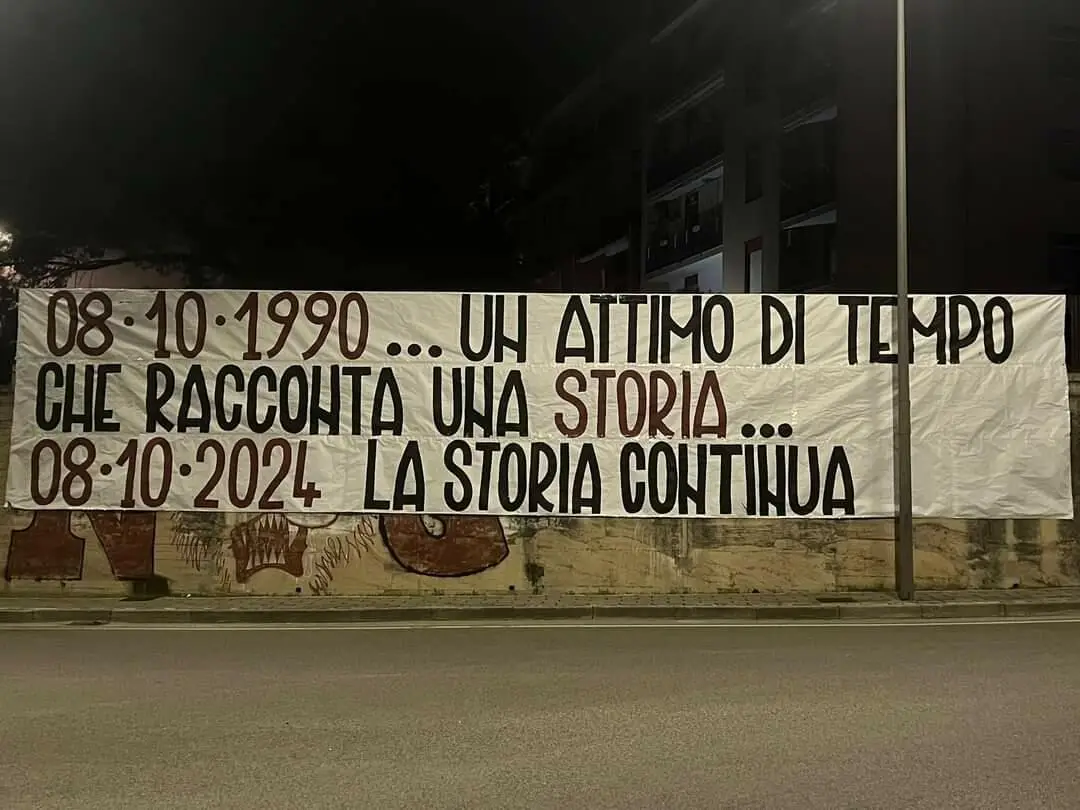 08·10·1990 ... UN ATTIMO DI TEMPO
CHE RACCONTA UNA STORIA ...
08·10·2024 LA STORIA CONTINUA